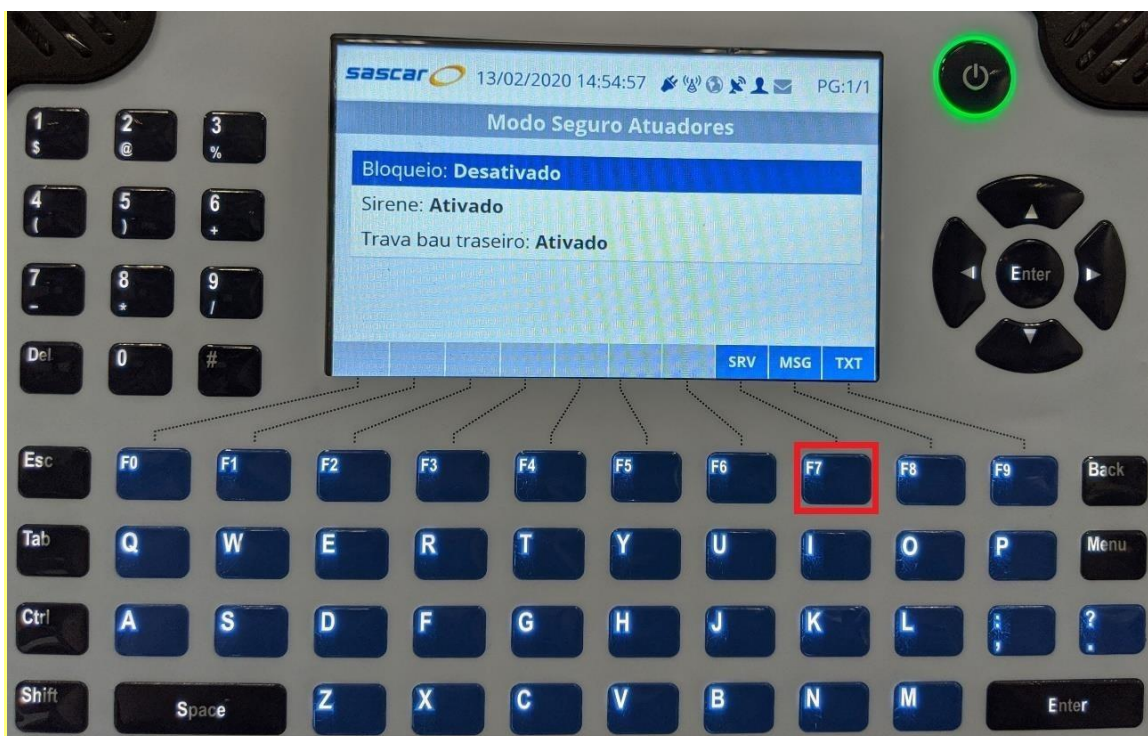 sascar 13/02/2020 14:54:57 PG:1/1
Modo Seguro Atuadores
Bloqueio: Desativado
Sirene: Ativado
Trava bau traseiro: Ativado
SRV MSG TXT
1 2 3
$ @ %
4 5 6
( ) +
7 8 9
- * /
Del 0 #
Enter
Esc F0 F1 F2 F3 F4 F5 F6 F7 F8 F9 Back
Tab Q W E R T Y U I O P Menu
Ctrl A S D F G H J K L : ?
; .
Shift Space Z X C V B N M Enter